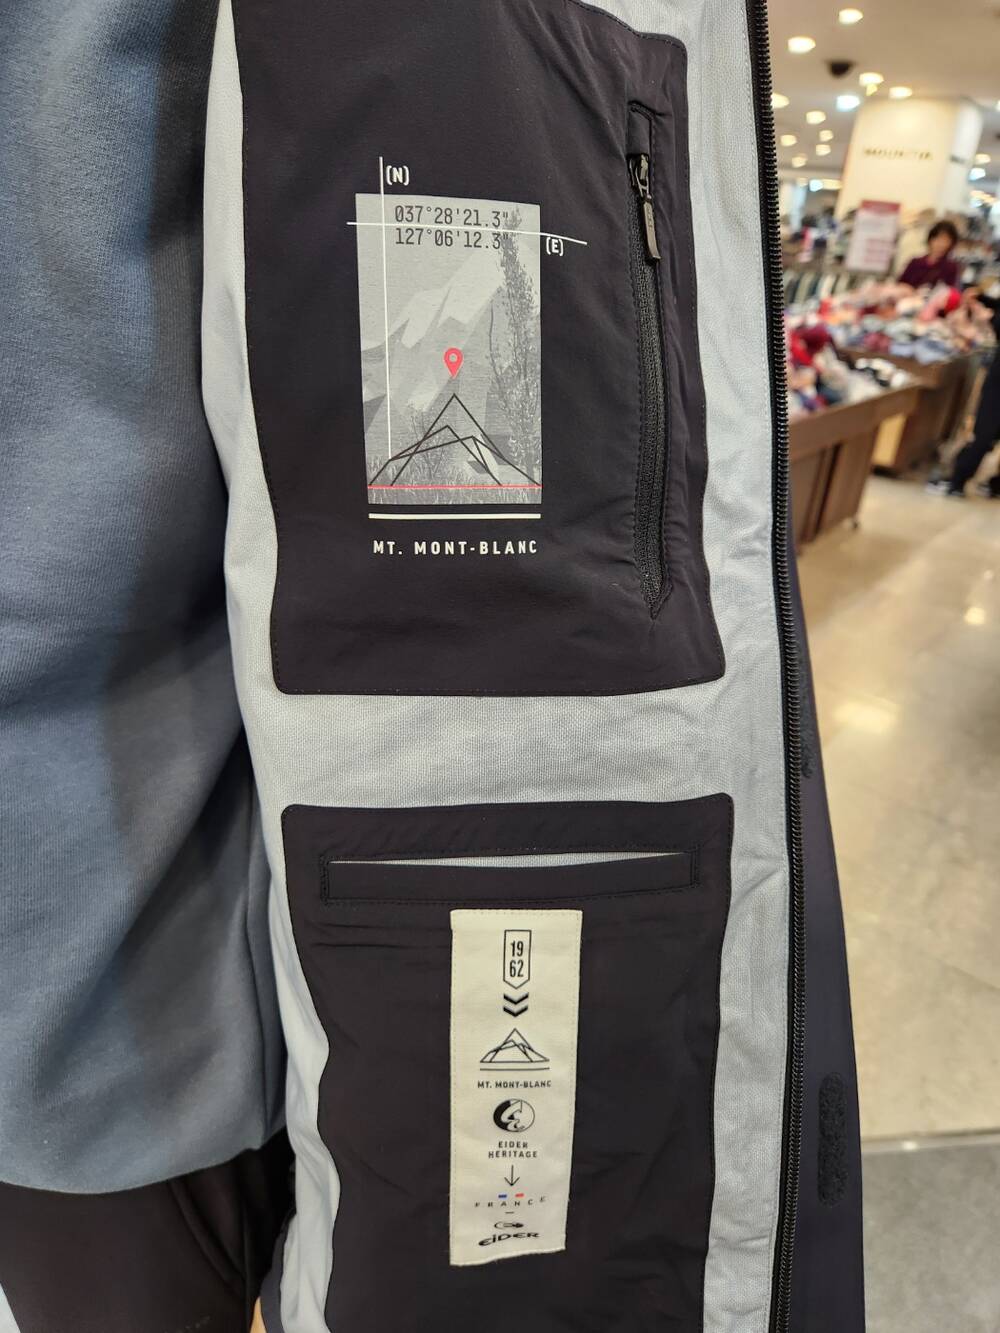 (N)
037°28'21.3"
127°06'12.3"
(E)
MT. MONT-BLANC
19
62
MT. MONT-BLANC
EIDER
HERITAGE
FRANCE
EIDER